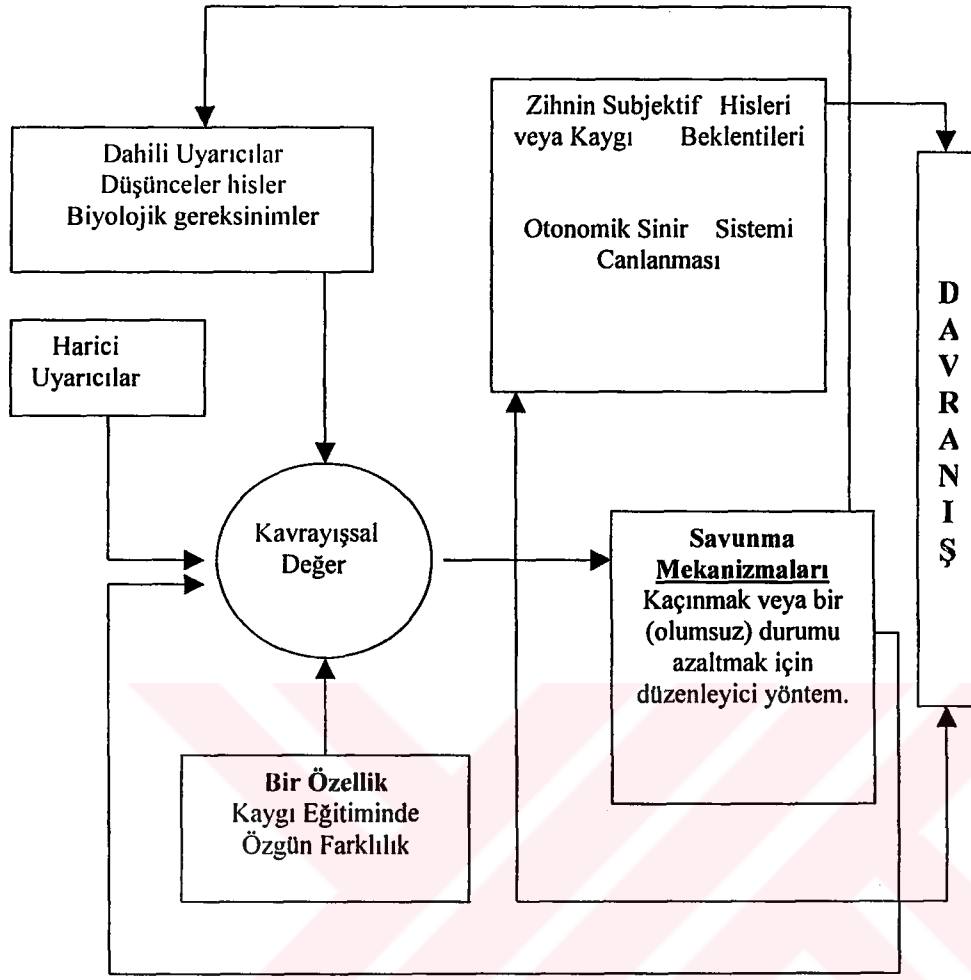 Dahili Uyarıcılar
Düşünceler hisler
Biyolojik gereksinimler
Harici
Uyarıcılar
Kavrayışsal
Değer
Bir Özellik
Kaygı Eğitiminde
Özgün Farklılık
Zihnin Subjektif Hisleri
veya Kaygı Beklentileri
Otonomik Sinir Sistemi
Canlanması
Savunma
Mekanizmaları
Kaçınmak veya bir
(olumsuz) durumu
azaltmak için
düzenleyici yöntem.
D
A
V
R
A
N
I
Ş